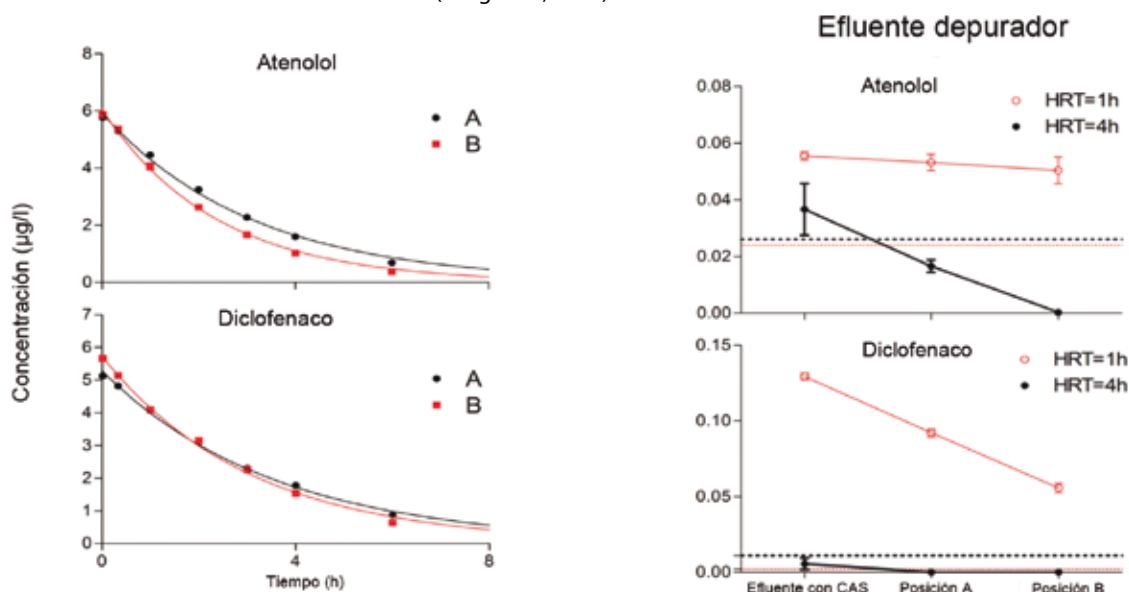 Atenolol
A
B
8
6
4
2
0
Concentración (µg/l)
Diclofenaco
A
B
7
6
5
4
3
2
1
0
0
4
8
Tiempo (h)
Efluente depurador
Atenolol
HRT=1h
HRT=4h
0.08
0.06
0.04
0.02
0.00
Diclofenaco
HRT=1h
HRT=4h
0.15
0.10
0.05
0.00
Efluente con CAS
Posición A
Posición B